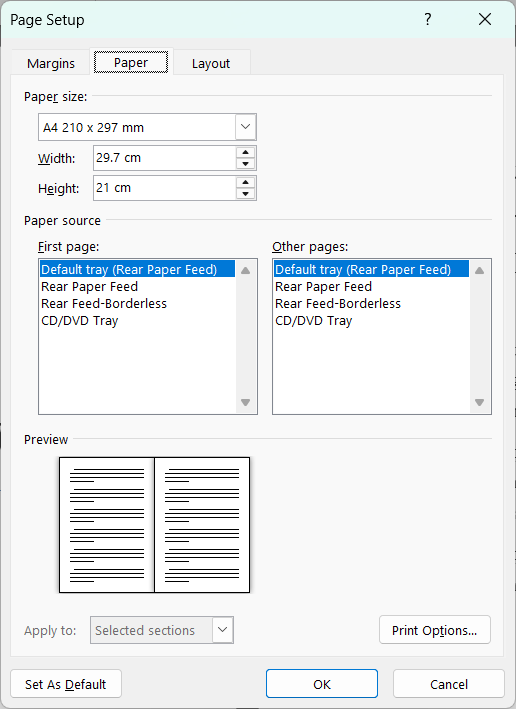 Page Setup
?
Margins
Paper
Layout
Paper size:
A4 210 x 297 mm
Width: 29.7 cm
Height: 21 cm
Paper source
First page:
Default tray (Rear Paper Feed)
Rear Paper Feed
Rear Feed-Borderless
CD/DVD Tray
Other pages:
Default tray (Rear Paper Feed)
Rear Paper Feed
Rear Feed-Borderless
CD/DVD Tray
Preview
Apply to: Selected sections
Print Options...
Set As Default
OK
Cancel